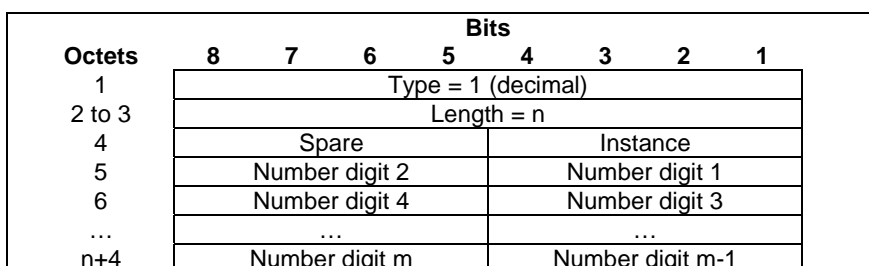 Bits
Octets 8 7 6 5 4 3 2 1
1 Type = 1 (decimal)
2 to 3 Length = n
4 Spare Instance
5 Number digit 2 Number digit 1
6 Number digit 4 Number digit 3
… … …
n+4 Number digit m Number digit m-1